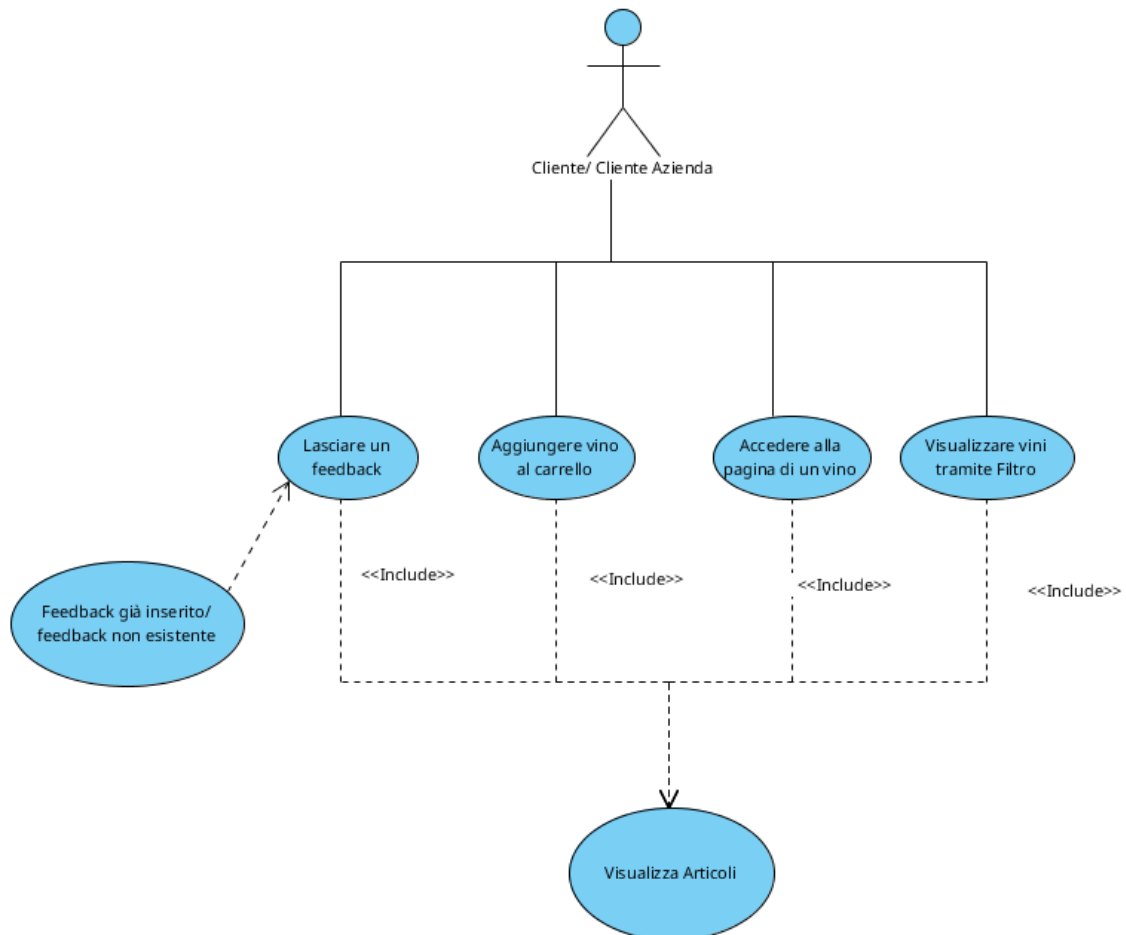 Cliente/ Cliente Azienda
Lasciare un
feedback
Aggiungere vino
al carrello
Accedere alla
pagina di un vino
Visualizzare vini
tramite Filtro
<<Include>>
<<Include>>
<<Include>>
<<Include>>
Feedback già inserito/
feedback non esistente
Visualizza Articoli